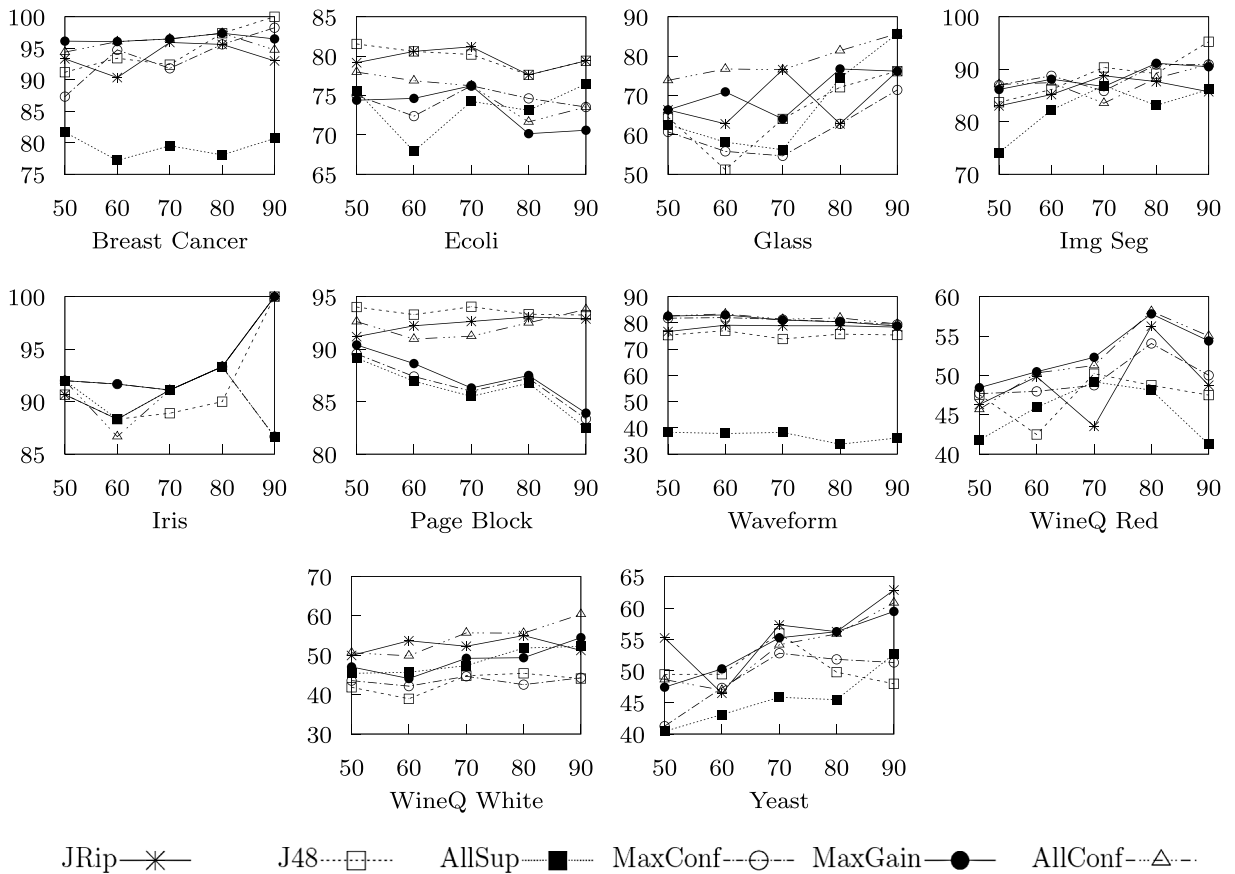 100
95
90
85
80
75
50 60 70 80 90
Breast Cancer
85
80
75
70
65
50 60 70 80 90
Ecoli
90
80
70
60
50
50 60 70 80 90
Glass
100
90
80
70
50 60 70 80 90
Img Seg
100
95
90
85
50 60 70 80 90
Iris
95
90
85
80
50 60 70 80 90
Page Block
90
80
70
60
50
40
30
50 60 70 80 90
Waveform
60
55
50
45
40
50 60 70 80 90
WineQ Red
70
60
50
40
30
50 60 70 80 90
WineQ White
65
60
55
50
45
40
50 60 70 80 90
Yeast
JRip J48 AllSup MaxConf MaxGain AllConf